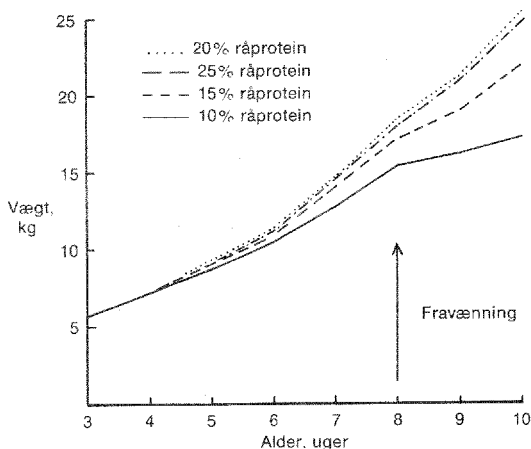 25
20
15
10
5
Vægt,
kg
20% råprotein
25% råprotein
15% råprotein
10% råprotein
Fravænning
3 4 5 6 7 8 9 10
Alder, uger